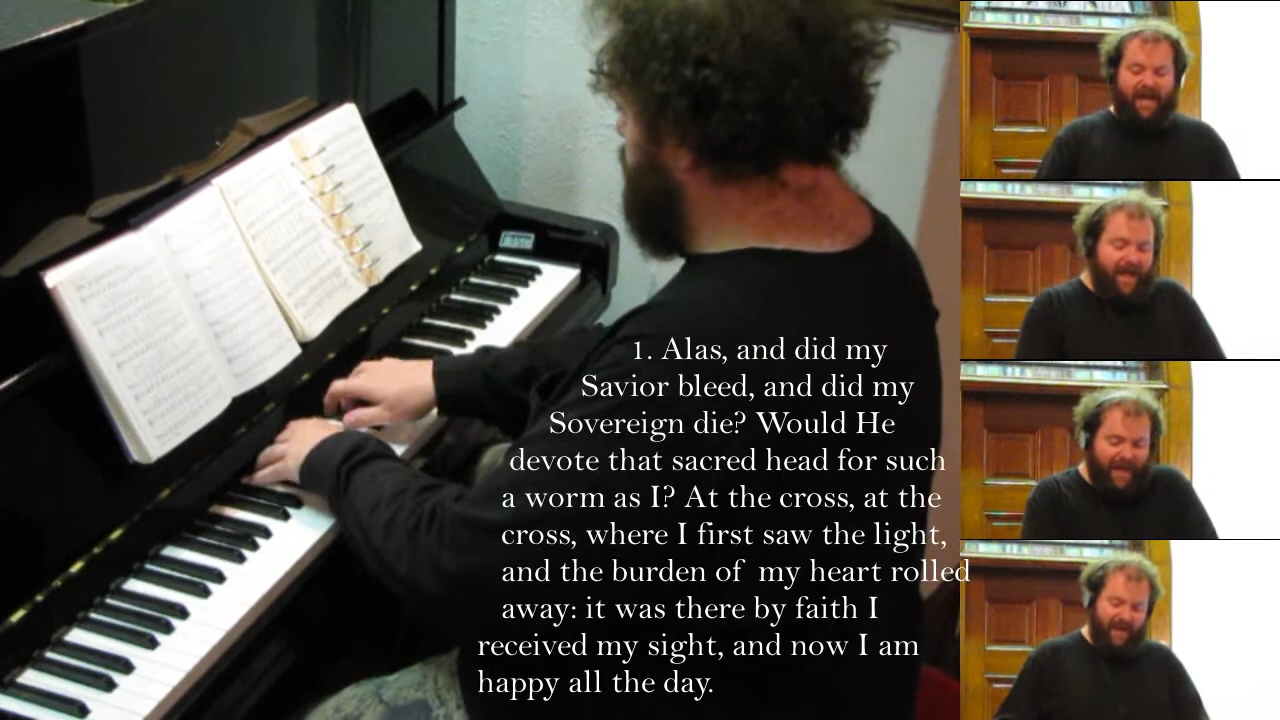 1. Alas, and did my
Savior bleed, and did my
Sovereign die? Would He
devote that sacred head for such
a worm as I? At the cross, at the
cross, where I first saw the light,
and the burden of  my heart rolled
away: it was there by faith I
received my sight, and now I am
happy all the day.